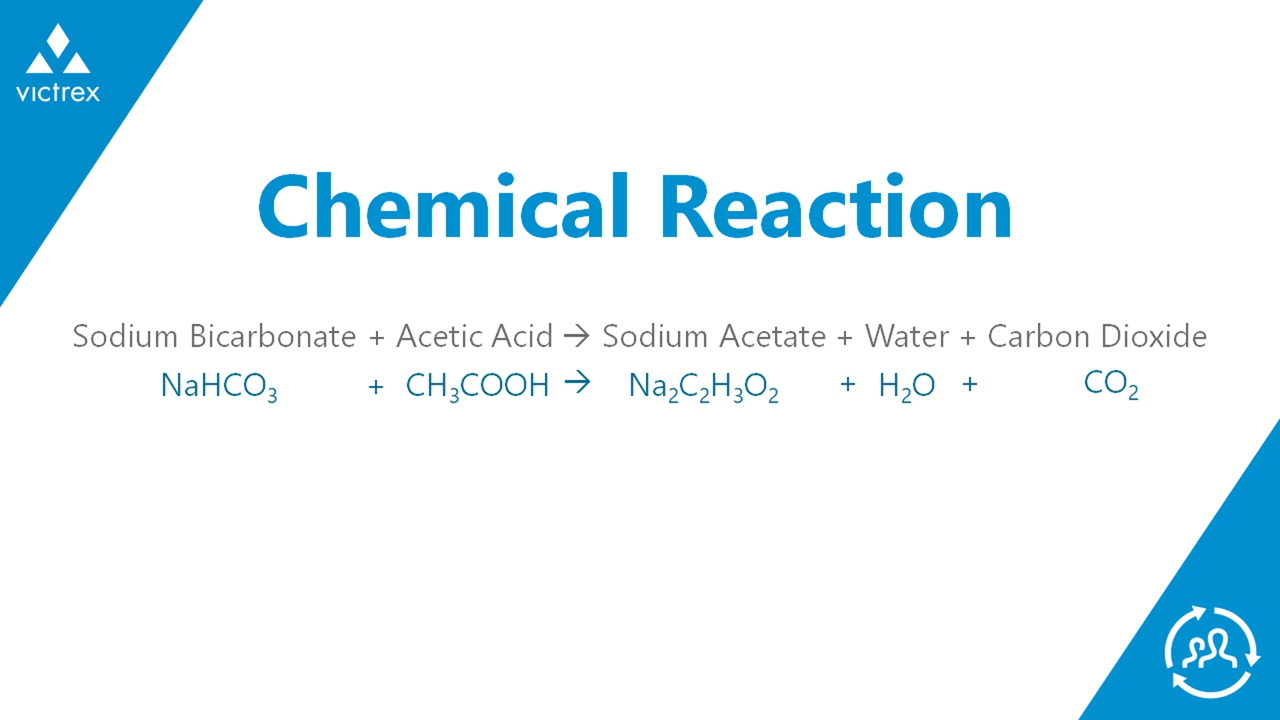 victrex
Chemical Reaction
Sodium Bicarbonate + Acetic Acid → Sodium Acetate + Water + Carbon Dioxide
NaHCO₃ + CH₃COOH → Na₂C₂H₃O₂ + H₂O + CO₂